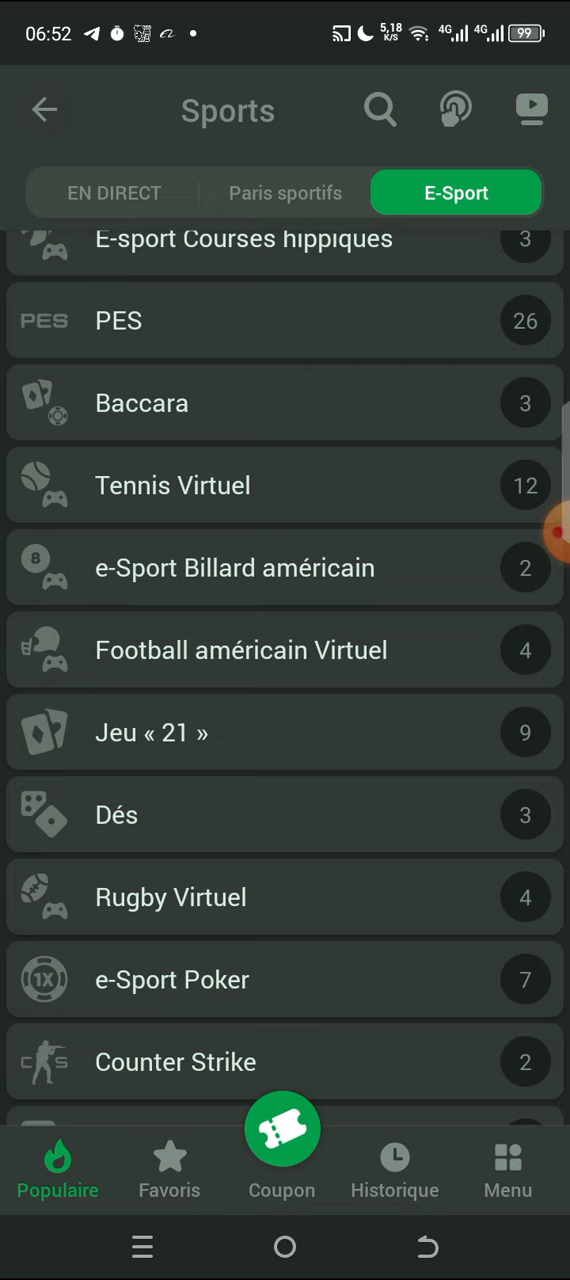 06:52
5,18 K/S
4G
4G
99
Sports
EN DIRECT
Paris sportifs
E-Sport
E-sport Courses hippiques
3
PES
PES
26
Baccara
3
Tennis Virtuel
12
8
e-Sport Billard américain
2
Football américain Virtuel
4
Jeu « 21 »
9
Dés
3
Rugby Virtuel
4
1X
e-Sport Poker
7
CS
Counter Strike
2
Populaire
Favoris
Coupon
Historique
Menu